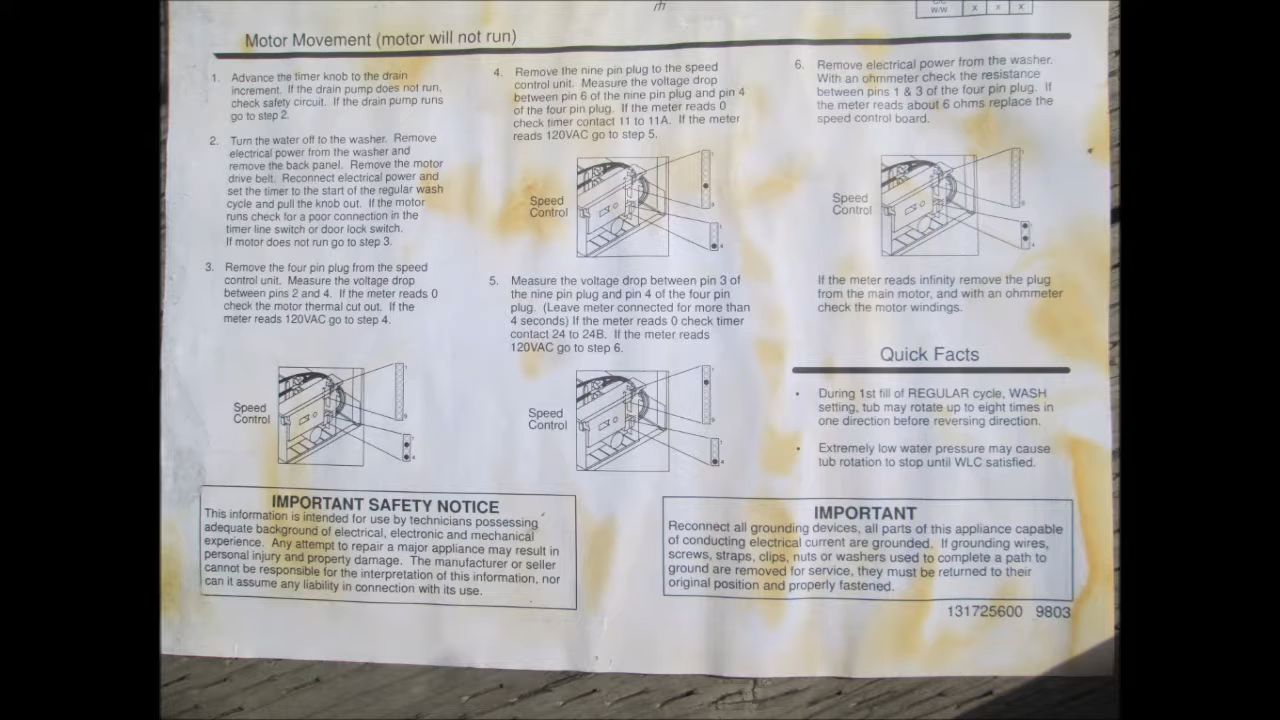 W/W X X X
Motor Movement (motor will not run)
1. Advance the timer knob to the drain
increment. If the drain pump does not run,
check safety circuit. If the drain pump runs
go to step 2.
2. Turn the water off to the washer. Remove
electrical power from the washer and
remove the back panel. Remove the motor
drive belt. Reconnect electrical power and
set the timer to the start of the regular wash
cycle and pull the knob out. If the motor
runs check for a poor connection in the
timer line switch or door lock switch.
If motor does not run go to step 3.
3. Remove the four pin plug from the speed
control unit. Measure the voltage drop
between pins 2 and 4. If the meter reads 0
check the motor thermal cut out. If the
meter reads 120VAC go to step 4.
Speed
Control
4. Remove the nine pin plug to the speed
control unit. Measure the voltage drop
between pin 6 of the nine pin plug and pin 4
of the four pin plug. If the meter reads 0
check timer contact 11 to 11A. If the meter
reads 120VAC go to step 5.
Speed
Control
5. Measure the voltage drop between pin 3 of
the nine pin plug and pin 4 of the four pin
plug. (Leave meter connected for more than
4 seconds) If the meter reads 0 check timer
contact 24 to 24B. If the meter reads
120VAC go to step 6.
Speed
Control
6. Remove electrical power from the washer.
With an ohmmeter check the resistance
between pins 1 & 3 of the four pin plug. If
the meter reads about 6 ohms replace the
speed control board.
Speed
Control
If the meter reads infinity remove the plug
from the main motor, and with an ohmmeter
check the motor windings.
Quick Facts
• During 1st fill of REGULAR cycle, WASH
setting, tub may rotate up to eight times in
one direction before reversing direction.
• Extremely low water pressure may cause
tub rotation to stop until WLC satisfied.
IMPORTANT SAFETY NOTICE
This information is intended for use by technicians possessing
adequate background of electrical, electronic and mechanical
experience. Any attempt to repair a major appliance may result in
personal injury and property damage. The manufacturer or seller
cannot be responsible for the interpretation of this information, nor
can it assume any liability in connection with its use.
IMPORTANT
Reconnect all grounding devices, all parts of this appliance capable
of conducting electrical current are grounded. If grounding wires,
screws, straps, clips, nuts or washers used to complete a path to
ground are removed for service, they must be returned to their
original position and properly fastened.
131725600 9803